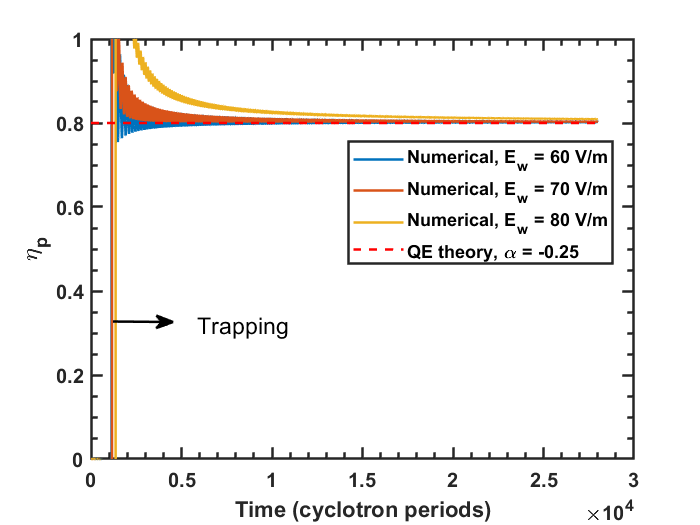 1
0.8
0.6
0.4
0.2
0
η_p
Numerical, E_w = 60 V/m
Numerical, E_w = 70 V/m
Numerical, E_w = 80 V/m
QE theory, α = -0.25
Trapping
0 0.5 1 1.5 2 2.5 3
Time (cyclotron periods)
×10^4